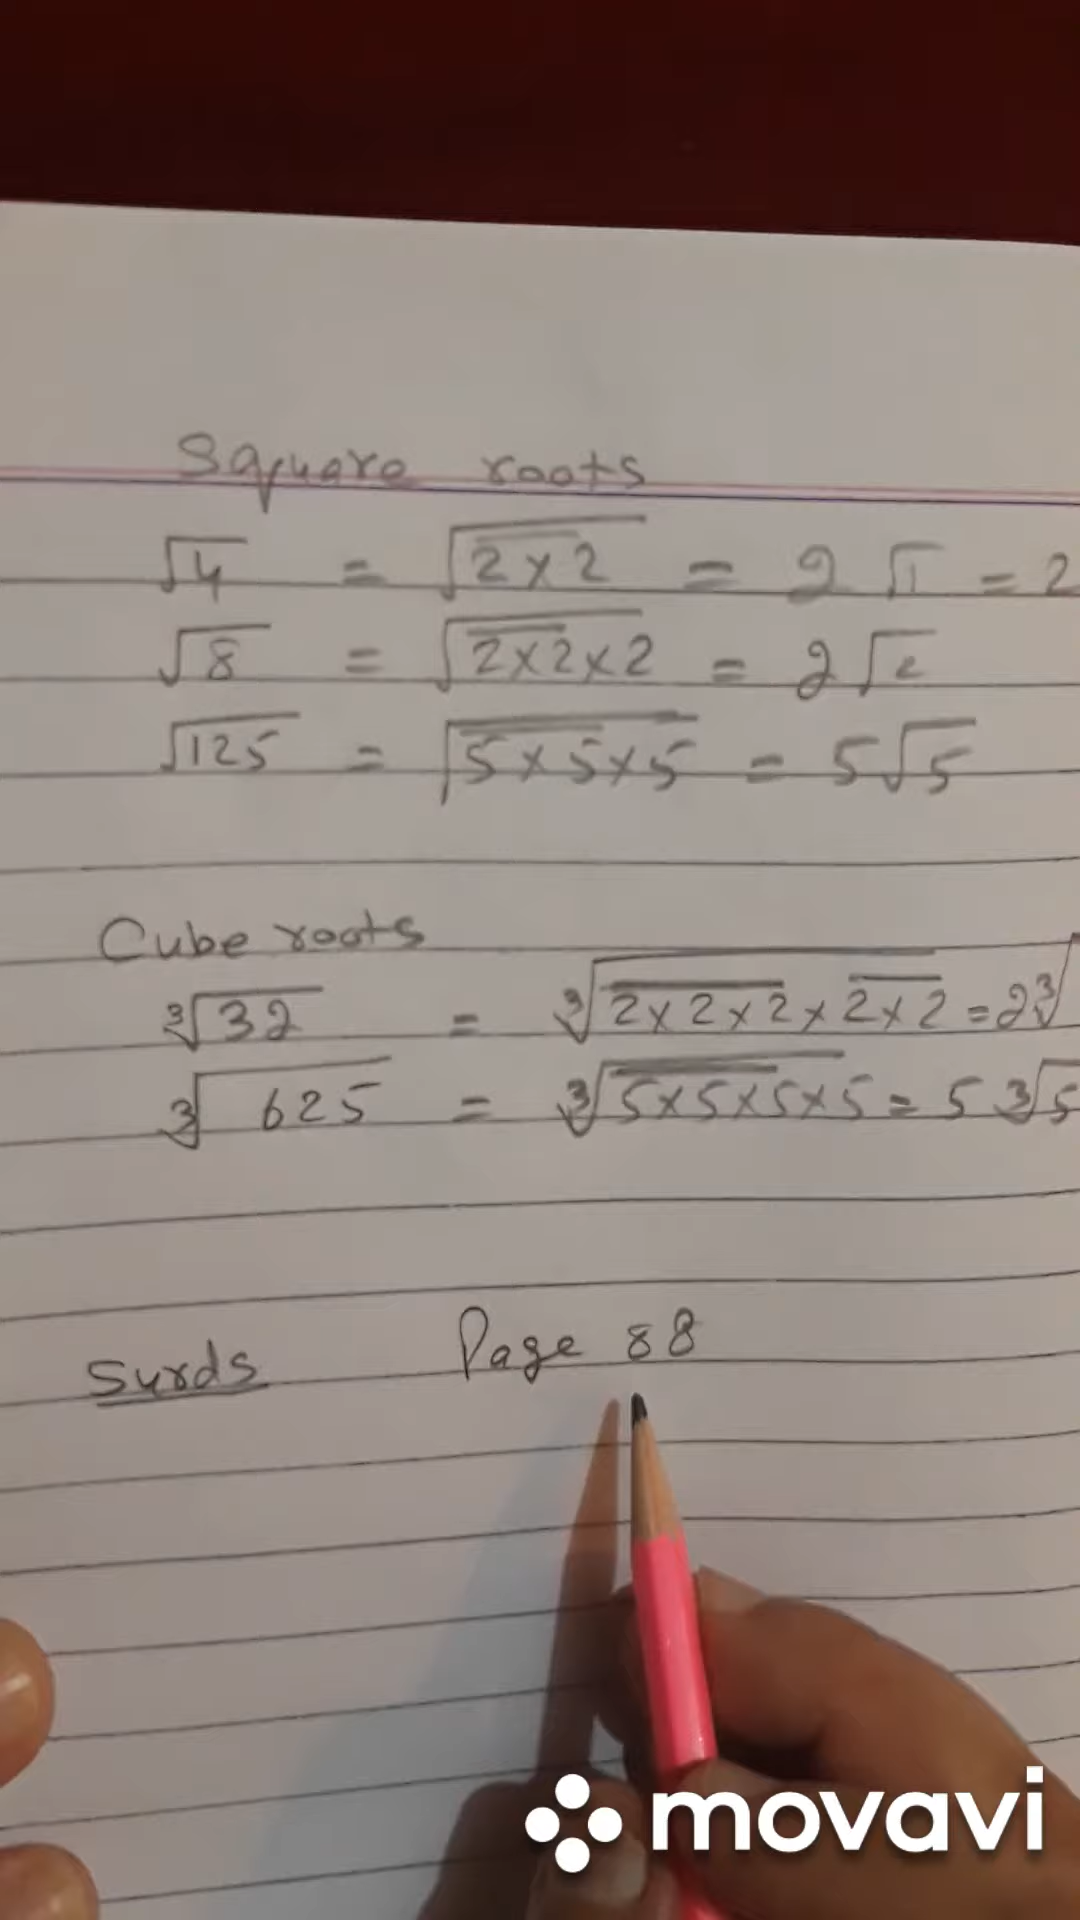 Square roots
√4 = √2×2 = 2√1 = 2
√8 = √2×2×2 = 2√2
√125 = √5×5×5 = 5√5
Cube roots
∛32 = ∛2×2×2×2×2 = 2∛
∛625 = ∛5×5×5×5 = 5∛5
Surds Page 88
movavi